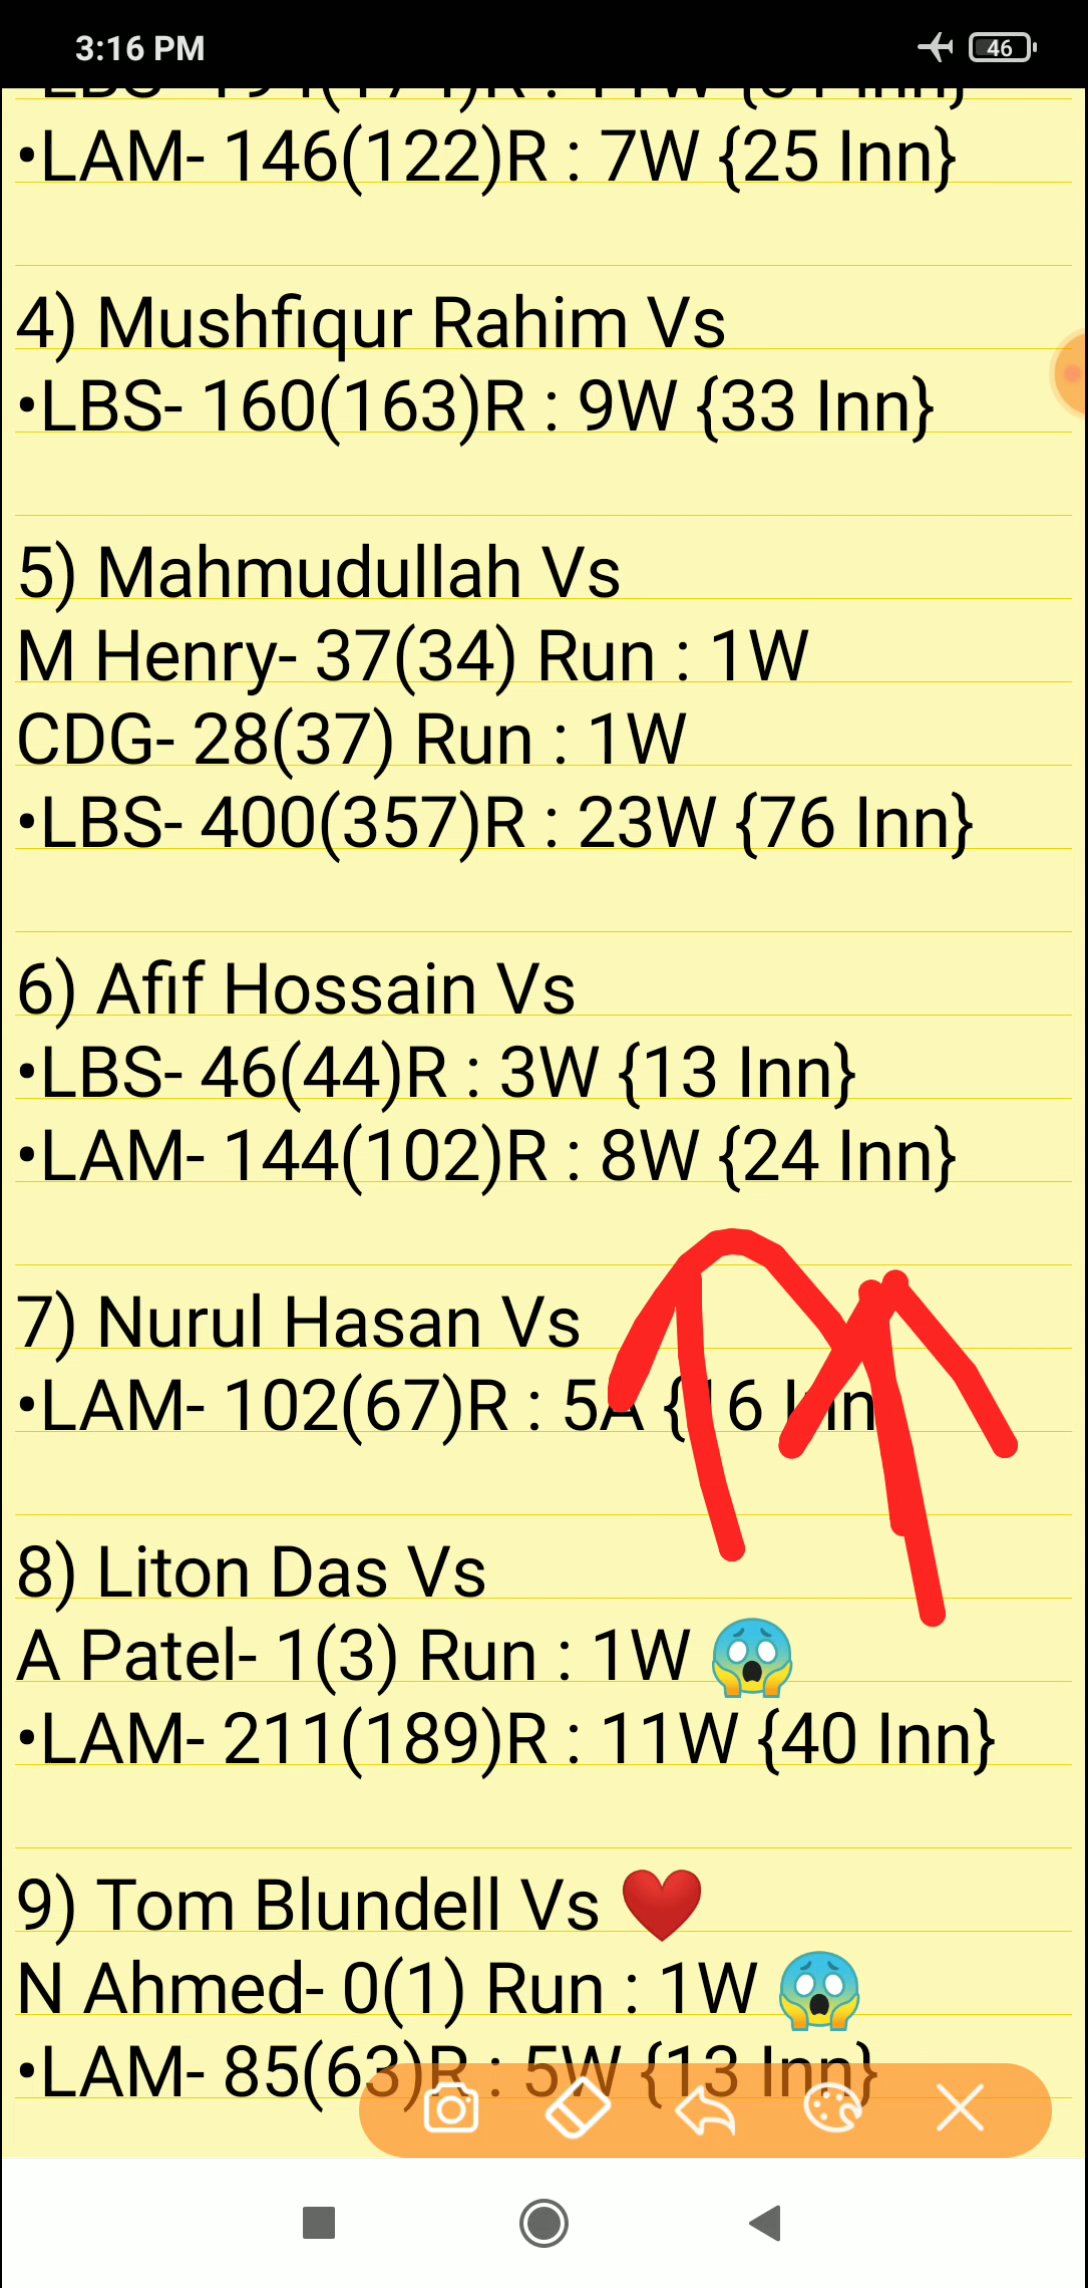 3:16 PM
46
•LAM- 146(122)R : 7W {25 Inn}
4) Mushfiqur Rahim Vs
•LBS- 160(163)R : 9W {33 Inn}
5) Mahmudullah Vs
M Henry- 37(34) Run : 1W
CDG- 28(37) Run : 1W
•LBS- 400(357)R : 23W {76 Inn}
6) Afif Hossain Vs
•LBS- 46(44)R : 3W {13 Inn}
•LAM- 144(102)R : 8W {24 Inn}
7) Nurul Hasan Vs
•LAM- 102(67)R :
8) Liton Das Vs
A Patel- 1(3) Run : 1W 😱
•LAM- 211(189)R : 11W {40 Inn}
9) Tom Blundell Vs ❤️
N Ahmed- 0(1) Run : 1W 😱
•LAM- 85(63)R : 5W {13 Inn}